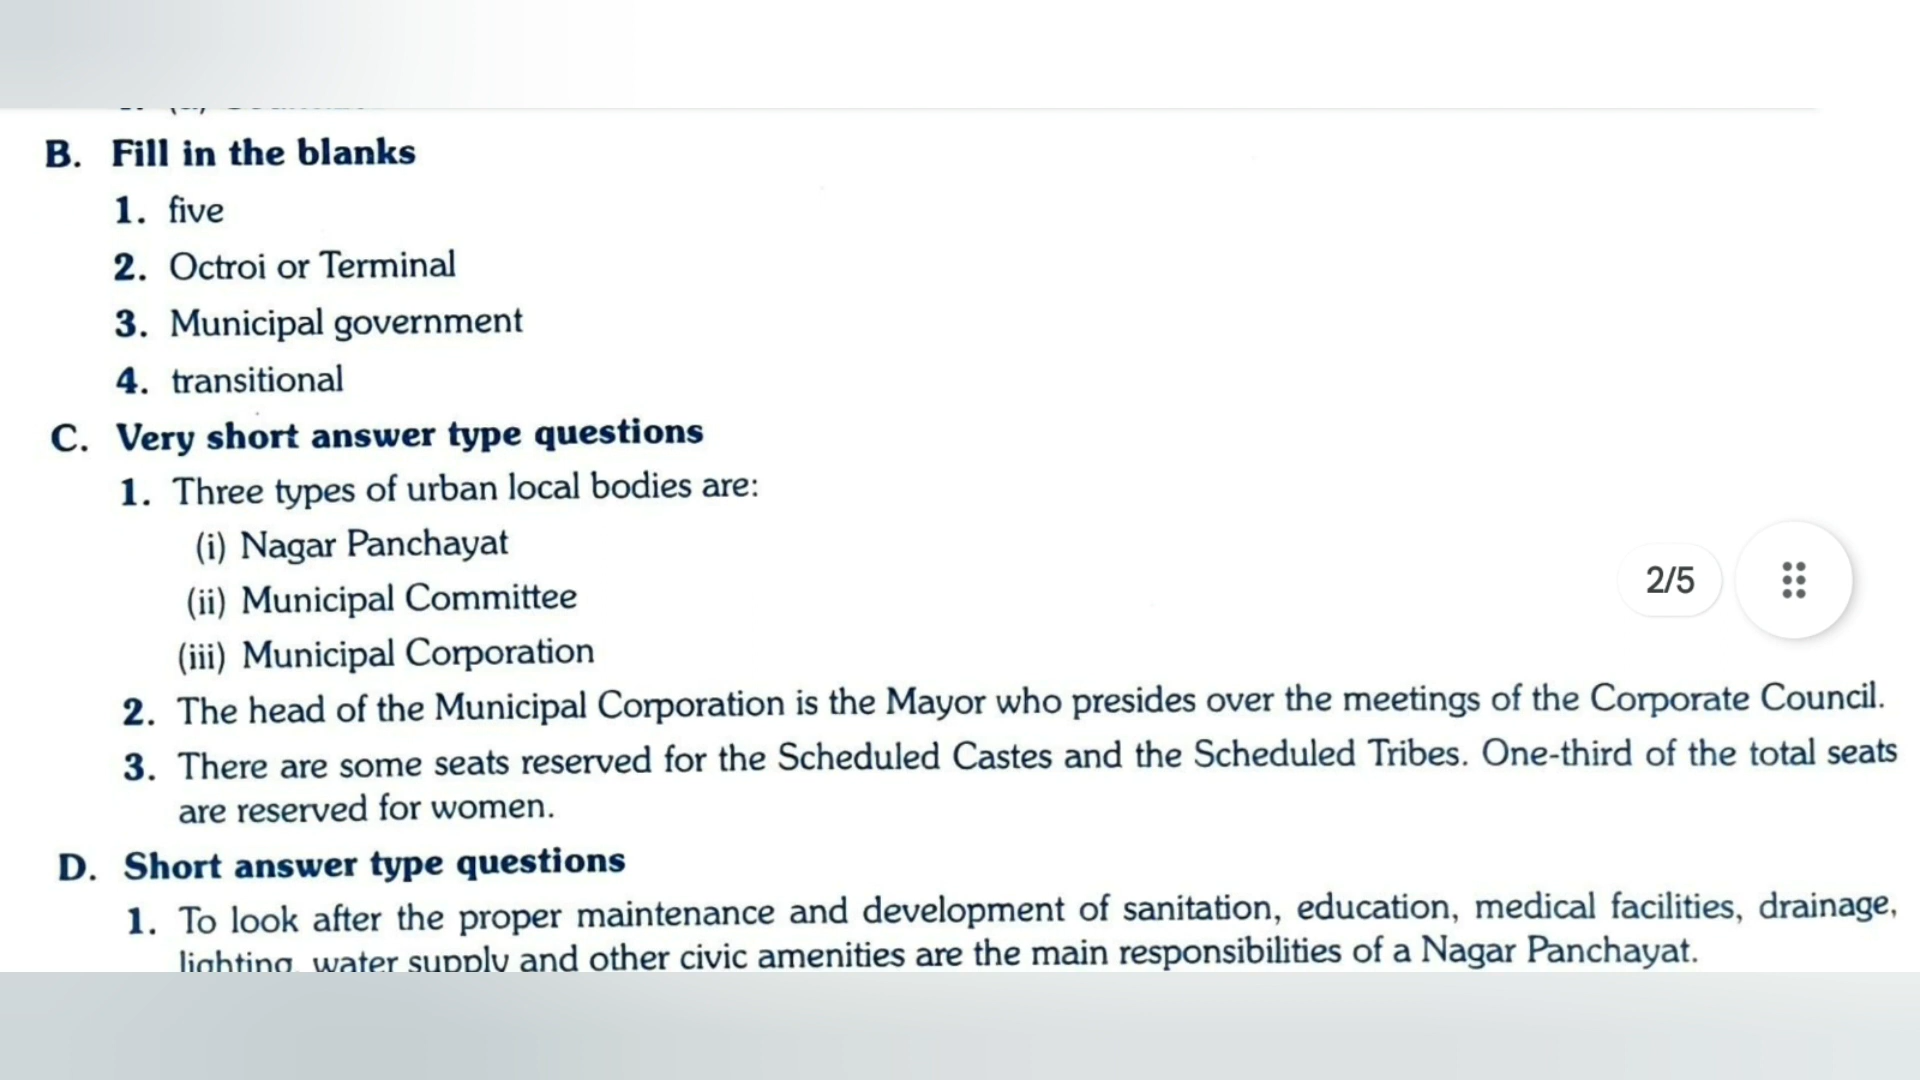 B. Fill in the blanks
1. five
2. Octroi or Terminal
3. Municipal government
4. transitional
C. Very short answer type questions
1. Three types of urban local bodies are:
(i) Nagar Panchayat
(ii) Municipal Committee
(iii) Municipal Corporation
2/5
2. The head of the Municipal Corporation is the Mayor who presides over the meetings of the Corporate Council.
3. There are some seats reserved for the Scheduled Castes and the Scheduled Tribes. One-third of the total seats
are reserved for women.
D. Short answer type questions
1. To look after the proper maintenance and development of sanitation, education, medical facilities, drainage,
lighting, water supply and other civic amenities are the main responsibilities of a Nagar Panchayat.